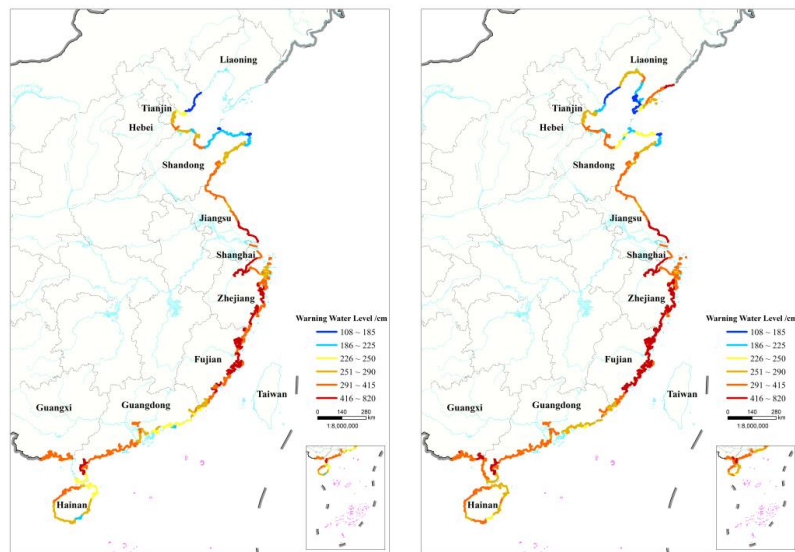 Liaoning
Tianjin
Hebei
Shandong
Jiangsu
Shanghai
Zhejiang
Fujian
Taiwan
Guangdong
Guangxi
Hainan
Warning Water Level /cm
108 ~ 185
186 ~ 225
226 ~ 250
251 ~ 290
291 ~ 415
416 ~ 820
0 140 280
km
1:8,000,000
Liaoning
Tianjin
Hebei
Shandong
Jiangsu
Shanghai
Zhejiang
Fujian
Taiwan
Guangdong
Guangxi
Hainan
Warning Water Level /cm
108 ~ 185
186 ~ 225
226 ~ 250
251 ~ 290
291 ~ 415
416 ~ 820
0 140 280
km
1:8,000,000